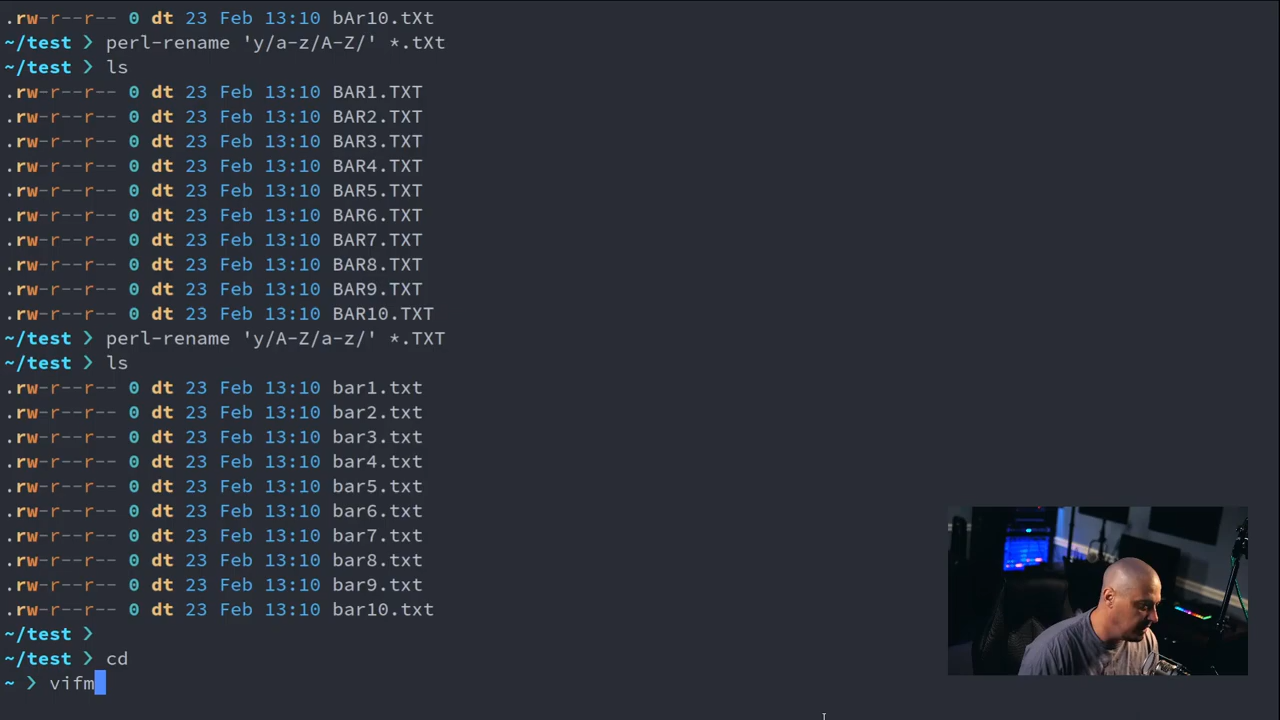 .rw-r--r-- 0 dt 23 Feb 13:10 bAr10.tXt
~/test ❯ perl-rename 'y/a-z/A-Z/' *.tXt
~/test ❯ ls
.rw-r--r-- 0 dt 23 Feb 13:10 BAR1.TXT
.rw-r--r-- 0 dt 23 Feb 13:10 BAR2.TXT
.rw-r--r-- 0 dt 23 Feb 13:10 BAR3.TXT
.rw-r--r-- 0 dt 23 Feb 13:10 BAR4.TXT
.rw-r--r-- 0 dt 23 Feb 13:10 BAR5.TXT
.rw-r--r-- 0 dt 23 Feb 13:10 BAR6.TXT
.rw-r--r-- 0 dt 23 Feb 13:10 BAR7.TXT
.rw-r--r-- 0 dt 23 Feb 13:10 BAR8.TXT
.rw-r--r-- 0 dt 23 Feb 13:10 BAR9.TXT
.rw-r--r-- 0 dt 23 Feb 13:10 BAR10.TXT
~/test ❯ perl-rename 'y/A-Z/a-z/' *.TXT
~/test ❯ ls
.rw-r--r-- 0 dt 23 Feb 13:10 bar1.txt
.rw-r--r-- 0 dt 23 Feb 13:10 bar2.txt
.rw-r--r-- 0 dt 23 Feb 13:10 bar3.txt
.rw-r--r-- 0 dt 23 Feb 13:10 bar4.txt
.rw-r--r-- 0 dt 23 Feb 13:10 bar5.txt
.rw-r--r-- 0 dt 23 Feb 13:10 bar6.txt
.rw-r--r-- 0 dt 23 Feb 13:10 bar7.txt
.rw-r--r-- 0 dt 23 Feb 13:10 bar8.txt
.rw-r--r-- 0 dt 23 Feb 13:10 bar9.txt
.rw-r--r-- 0 dt 23 Feb 13:10 bar10.txt
~/test ❯
~/test ❯ cd
~ ❯ vifm